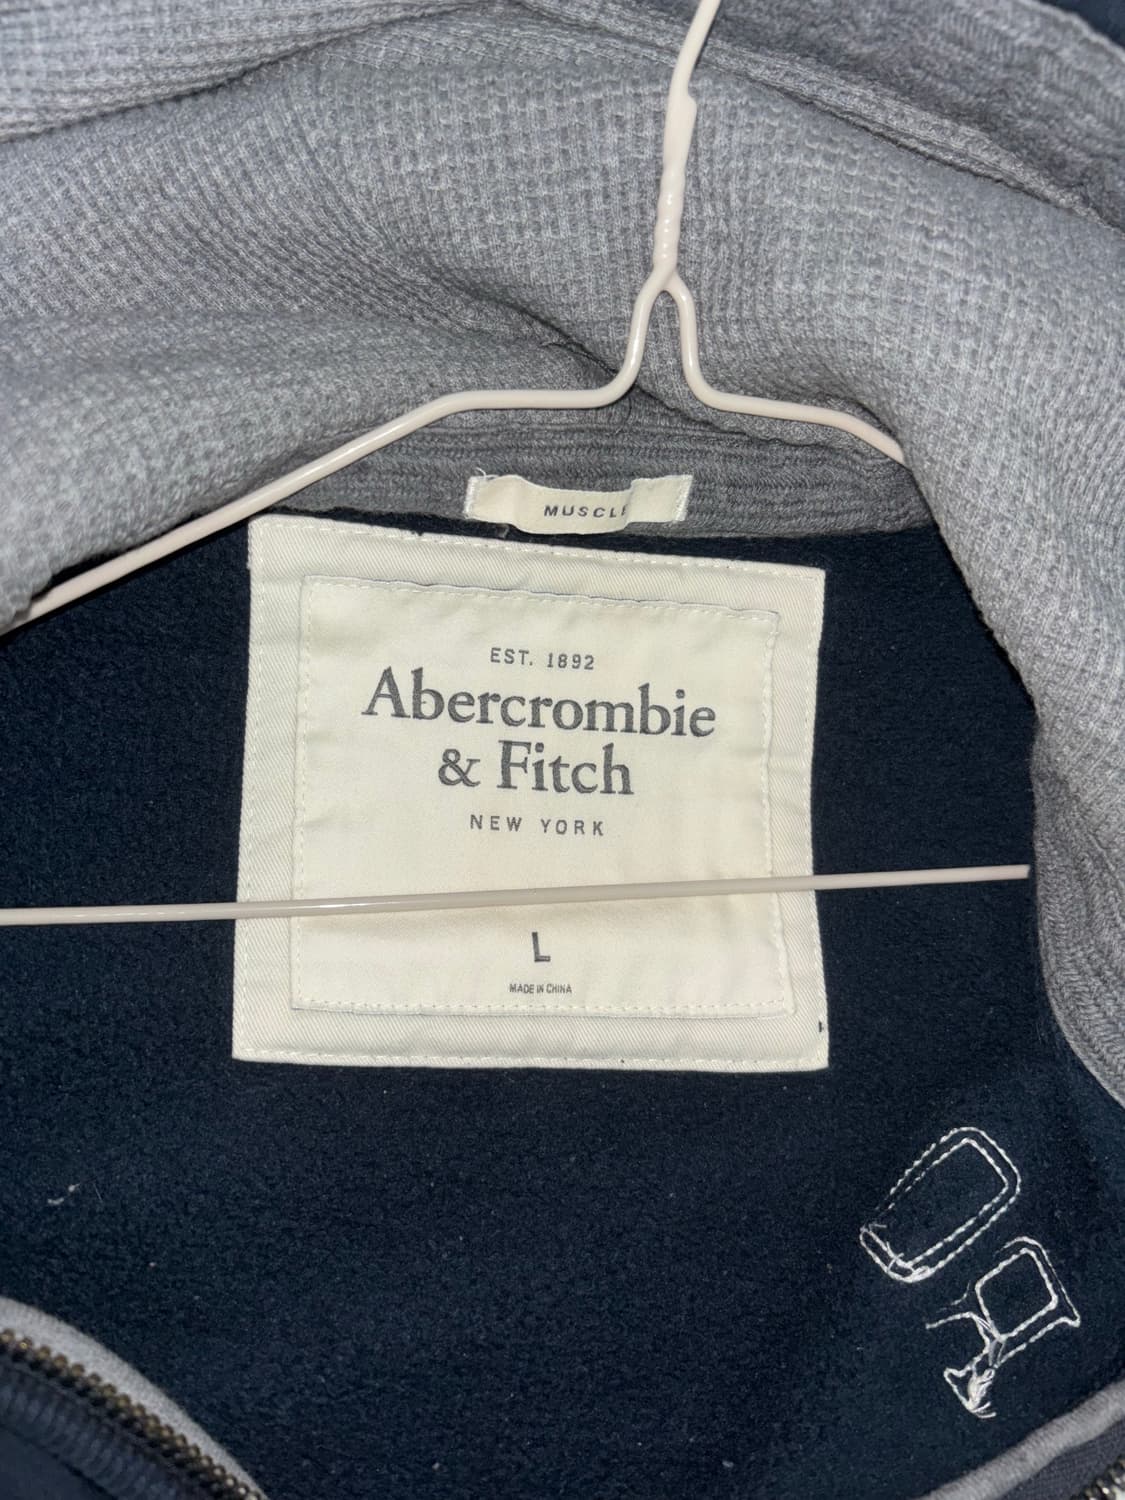 MUSCLE
EST. 1892
Abercrombie
& Fitch
NEW YORK
L
MADE IN CHINA